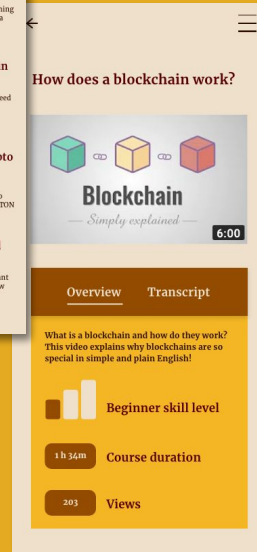 How does a blockchain work?
Blockchain
Simply explained
6:00
Overview
Transcript
What is a blockchain and how do they work?
This video explains why blockchains are so
special in simple and plain English!
Beginner skill level
1 h 34m
Course duration
203
Views
TON